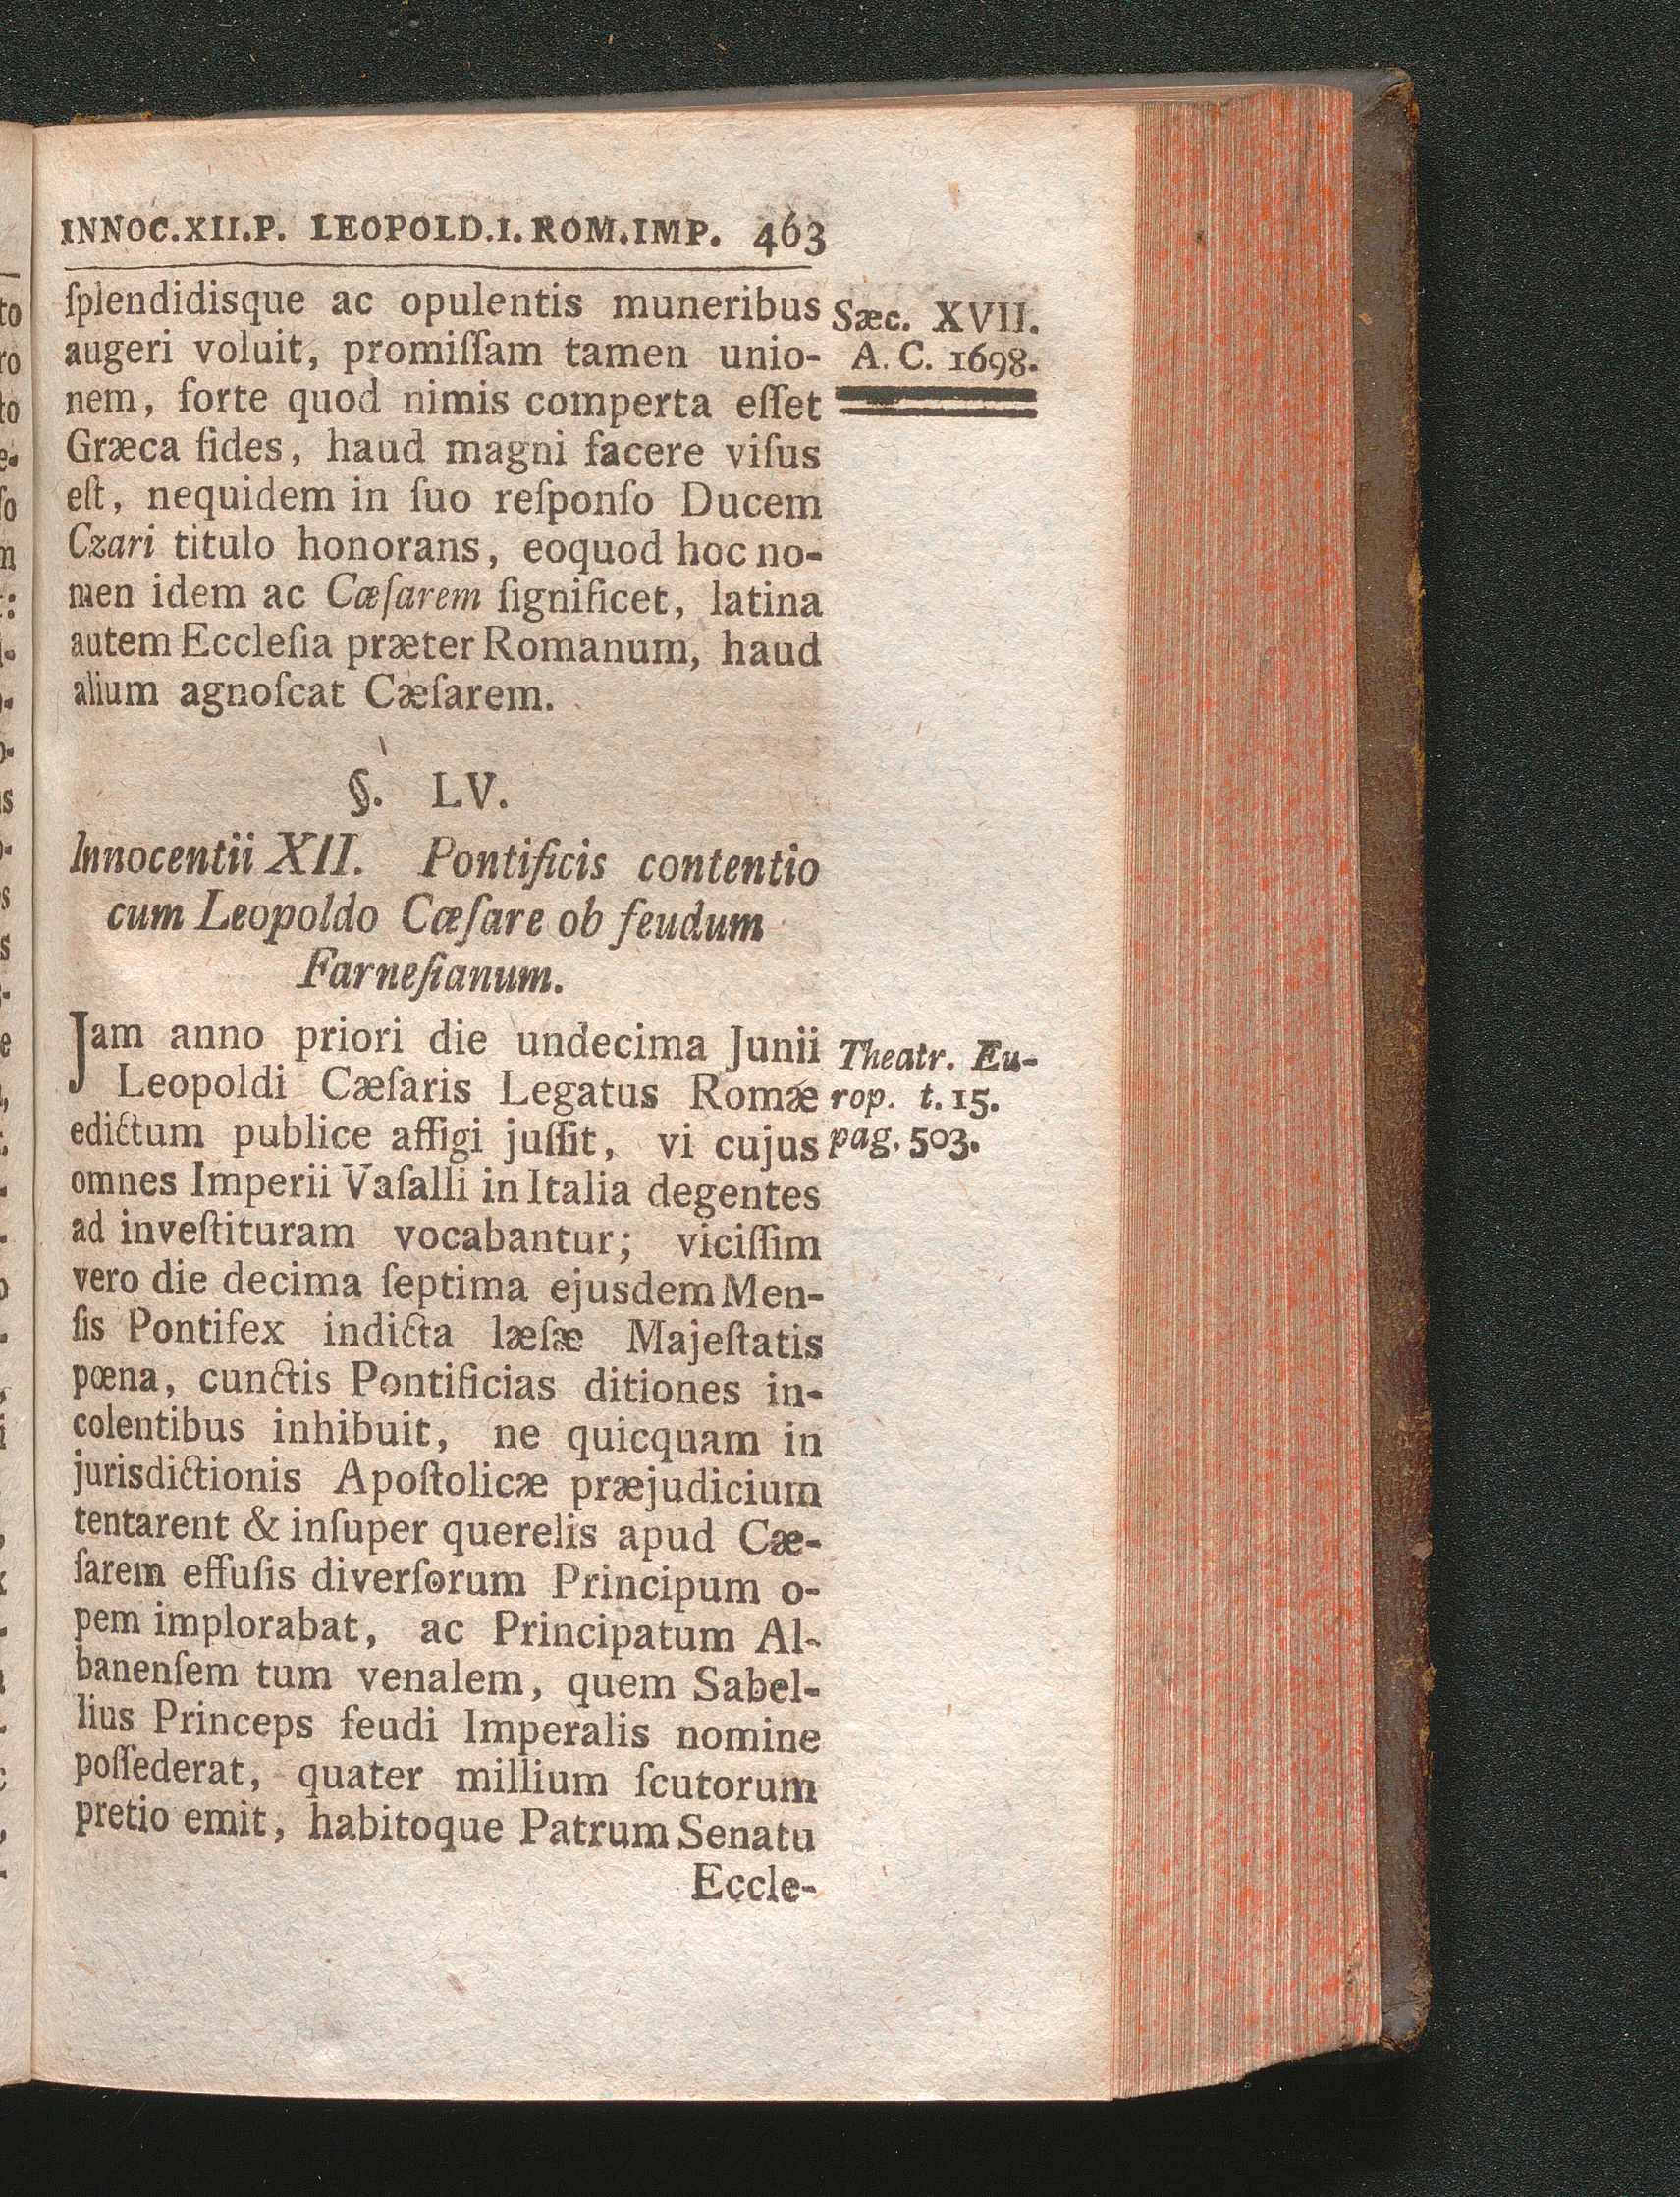 INNOC.XII.P. LEOPOLD.I. ROM.IMP. 463
ſplendidisque ac opulentis muneribus
augeri voluit, promiſſam tamen unio-
nem, forte quod nimis comperta eſſet
Græca fides, haud magni facere viſus
eſt, nequidem in ſuo reſponſo Ducem
Czari titulo honorans, eoquod hoc no-
men idem ac Cæſarem ſignificet, latina
autem Eccleſia præter Romanum, haud
alium agnoſcat Cæſarem.
Sæc. XVII.
A. C. 1698.
§. LV.
Innocentii XII. Pontificis contentio
cum Leopoldo Cæſare ob feudum
Farneſianum.
Jam anno priori die undecima Junii
Leopoldi Cæſaris Legatus Romæ
edictum publice affigi juſſit, vi cujus
omnes Imperii Vaſalli in Italia degentes
ad inveſtituram vocabantur; viciſſim
vero die decima ſeptima ejusdem Men-
ſis Pontifex indicta læſæ Majeſtatis
pœna, cunctis Pontificias ditiones in-
colentibus inhibuit, ne quicquam in
jurisdictionis Apoſtolicæ præjudicium
tentarent & inſuper querelis apud Cæ-
ſarem effuſis diverſorum Principum o-
pem implorabat, ac Principatum Al-
banenſem tum venalem, quem Sabel-
lius Princeps feudi Imperalis nomine
poſſederat, quater millium ſcutorum
pretio emit, habitoque Patrum Senatu
Eccle-
Theatr. Eu-
rop. t. 15.
pag. 503.